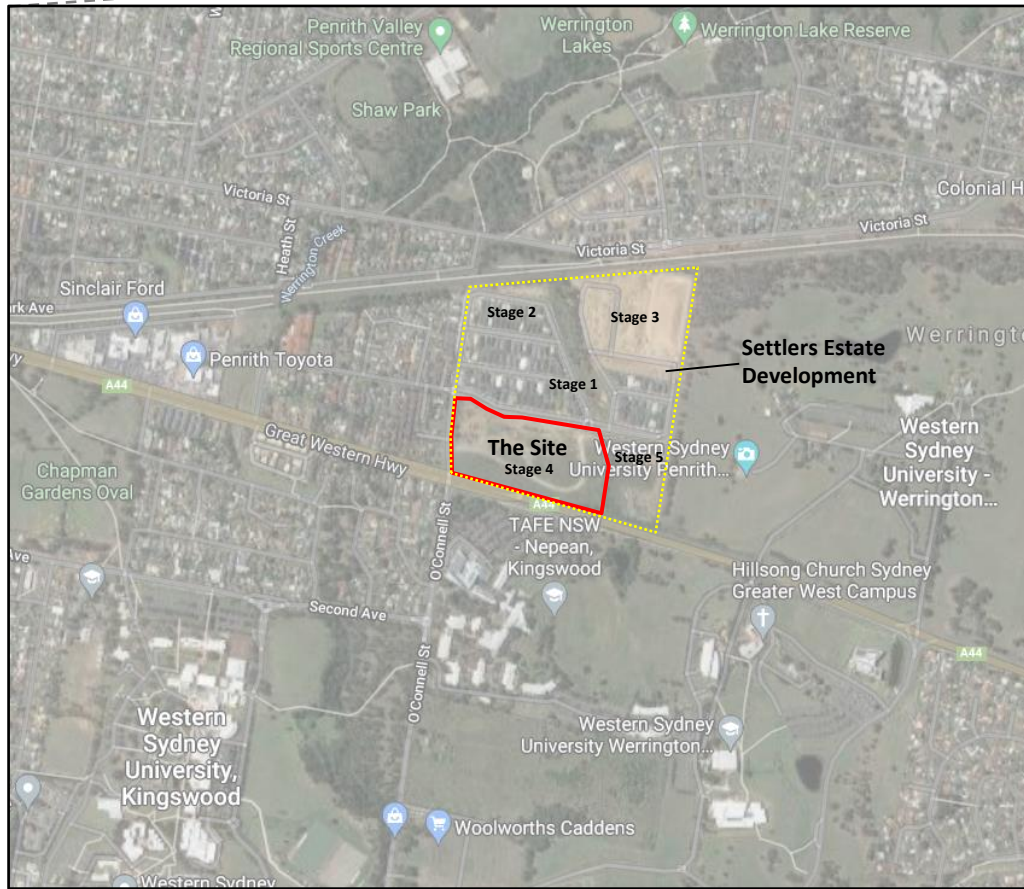 Penrith Valley
Regional Sports Centre
Werrington
Lakes
Werrington Lake Reserve
Shaw Park
Victoria St
Colonial H
Victoria St
Heath St
Werrington Creek
Victoria St
Sinclair Ford
rk Ave
Stage 2
Stage 3
Werringto
Penrith Toyota
Settlers Estate
Development
A44
Stage 1
Great Western Hwy
The Site
Stage 4
Western Sydney
University Penrith...
Stage 5
Western
Sydney
University -
Werrington...
Chapman
Gardens Oval
A44
TAFE NSW
- Nepean,
Kingswood
O'Connell St
Hillsong Church Sydney
Greater West Campus
Ave
Second Ave
A44
O'Connell St
Western
Sydney
University,
Kingswood
Western Sydney
University Werrington...
Woolworths Caddens
Western Sydney